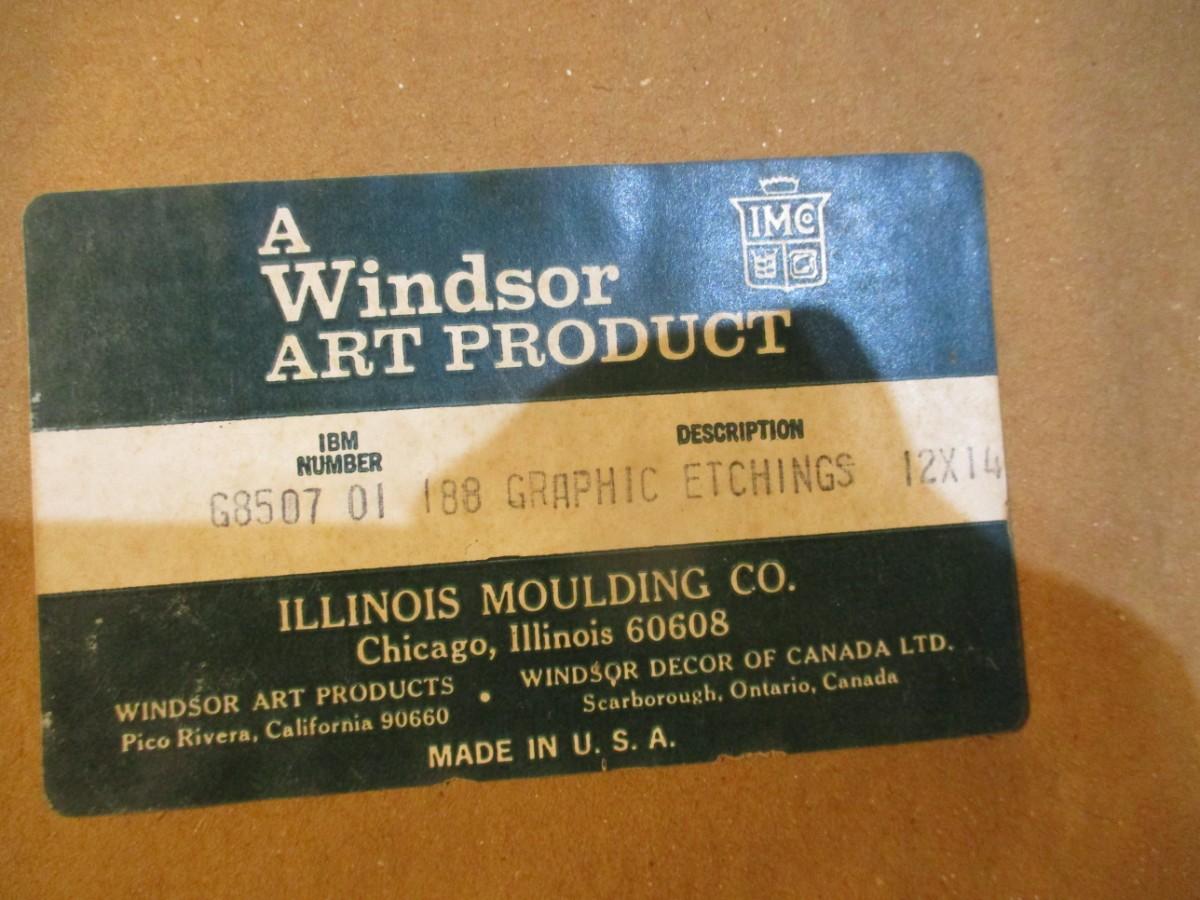 A
Windsor
ART PRODUCT
IMCo
IBM
NUMBER
DESCRIPTION
G8507 01 188 GRAPHIC ETCHINGS 12X14
ILLINOIS MOULDING CO.
Chicago, Illinois 60608
WINDSOR ART PRODUCTS • WINDSOR DECOR OF CANADA LTD.
Pico Rivera, California 90660 Scarborough, Ontario, Canada
MADE IN U. S. A.